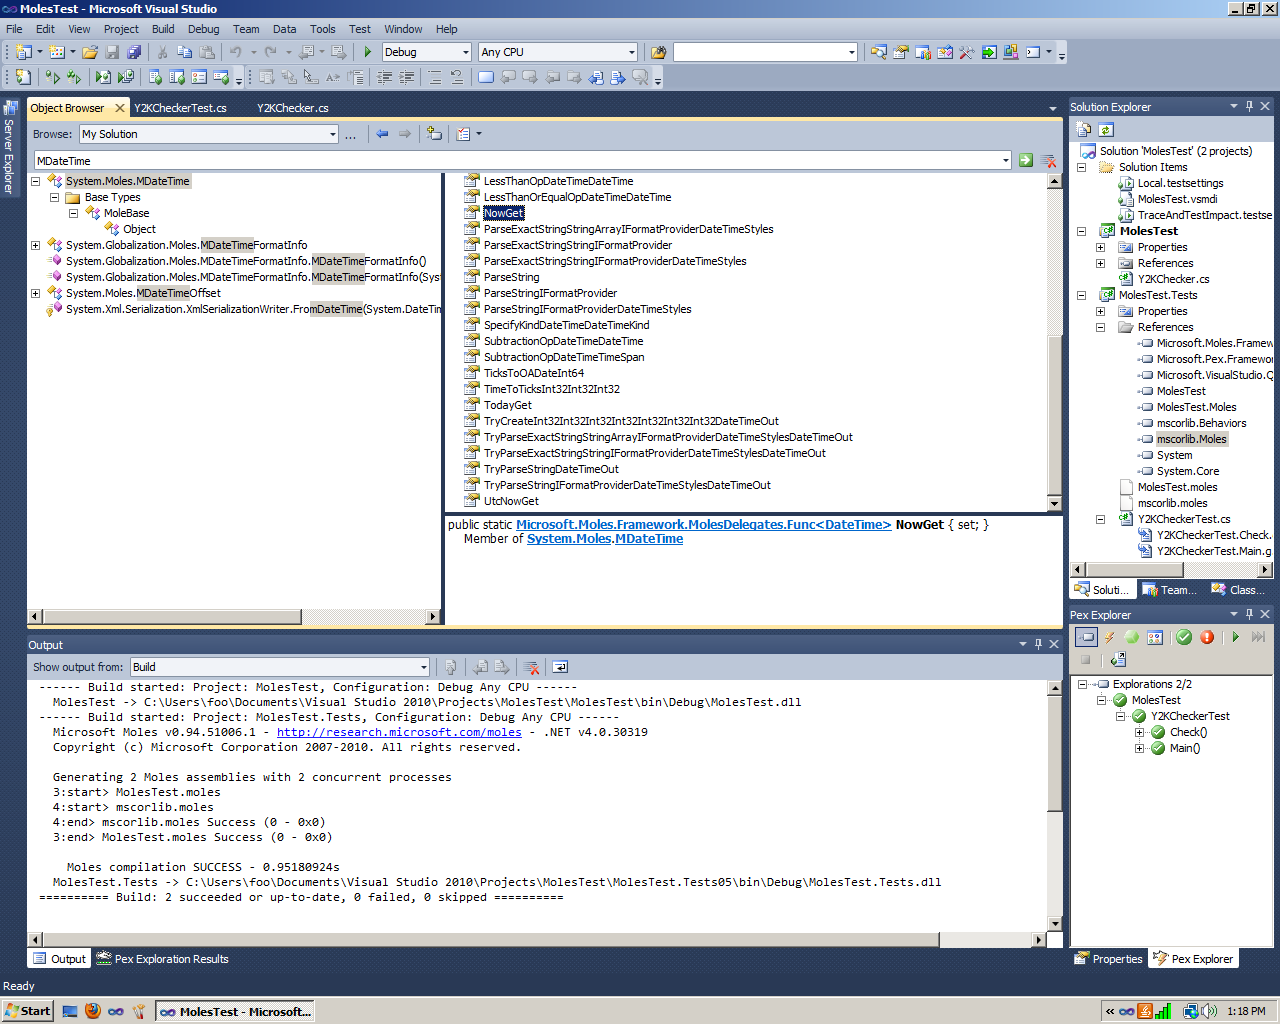 MolesTest - Microsoft Visual Studio
File Edit View Project Build Debug Team Data Tools Test Window Help
Debug Any CPU
Server Explorer
Object Browser Y2KCheckerTest.cs Y2KChecker.cs
Browse: My Solution ...
MDateTime
System.Moles.MDateTime
Base Types
MoleBase
Object
System.Globalization.Moles.MDateTimeFormatInfo
System.Globalization.Moles.MDateTimeFormatInfo.MDateTimeFormatInfo()
System.Globalization.Moles.MDateTimeFormatInfo.MDateTimeFormatInfo(Sys
System.Moles.MDateTimeOffset
System.Xml.Serialization.XmlSerializationWriter.FromDateTime(System.DateTim
LessThanOpDateTimeDateTime
LessThanOrEqualOpDateTimeDateTime
NowGet
ParseExactStringStringArrayIFormatProviderDateTimeStyles
ParseExactStringStringIFormatProvider
ParseExactStringStringIFormatProviderDateTimeStyles
ParseString
ParseStringIFormatProvider
ParseStringIFormatProviderDateTimeStyles
SpecifyKindDateTimeDateTimeKind
SubtractionOpDateTimeDateTime
SubtractionOpDateTimeTimeSpan
TicksToOADateInt64
TimeToTicksInt32Int32Int32
TodayGet
TryCreateInt32Int32Int32Int32Int32Int32Int32DateTimeOut
TryParseExactStringStringArrayIFormatProviderDateTimeStylesDateTimeOut
TryParseExactStringStringIFormatProviderDateTimeStylesDateTimeOut
TryParseStringDateTimeOut
TryParseStringIFormatProviderDateTimeStylesDateTimeOut
UtcNowGet
public static Microsoft.Moles.Framework.MolesDelegates.Func<DateTime> NowGet { set; }
Member of System.Moles.MDateTime
Output
Show output from: Build
------ Build started: Project: MolesTest, Configuration: Debug Any CPU ------
MolesTest -> C:\Users\foo\Documents\Visual Studio 2010\Projects\MolesTest\MolesTest\bin\Debug\MolesTest.dll
------ Build started: Project: MolesTest.Tests, Configuration: Debug Any CPU ------
Microsoft Moles v0.94.51006.1 - http://research.microsoft.com/moles - .NET v4.0.30319
Copyright (c) Microsoft Corporation 2007-2010. All rights reserved.
Generating 2 Moles assemblies with 2 concurrent processes
3:start> MolesTest.moles
4:start> mscorlib.moles
4:end> mscorlib.moles Success (0 - 0x0)
3:end> MolesTest.moles Success (0 - 0x0)
Moles compilation SUCCESS - 0.95180924s
MolesTest.Tests -> C:\Users\foo\Documents\Visual Studio 2010\Projects\MolesTest\MolesTest.Tests05\bin\Debug\MolesTest.Tests.dll
========== Build: 2 succeeded or up-to-date, 0 failed, 0 skipped ==========
Output Pex Exploration Results
Solution Explorer
Solution 'MolesTest' (2 projects)
Solution Items
Local.testsettings
MolesTest.vsmdi
TraceAndTestImpact.testse
MolesTest
Properties
References
Y2KChecker.cs
MolesTest.Tests
Properties
References
Microsoft.Moles.Framew
Microsoft.Pex.Framewo
Microsoft.VisualStudio.Q
MolesTest
MolesTest.Moles
mscorlib.Behaviors
mscorlib.Moles
System
System.Core
MolesTest.moles
mscorlib.moles
Y2KCheckerTest.cs
Y2KCheckerTest.Check.
Y2KCheckerTest.Main.g
Soluti... Team... Class...
Pex Explorer
Explorations 2/2
MolesTest
Y2KCheckerTest
Check()
Main()
Properties Pex Explorer
Ready
Start MolesTest - Microsoft... 1:18 PM